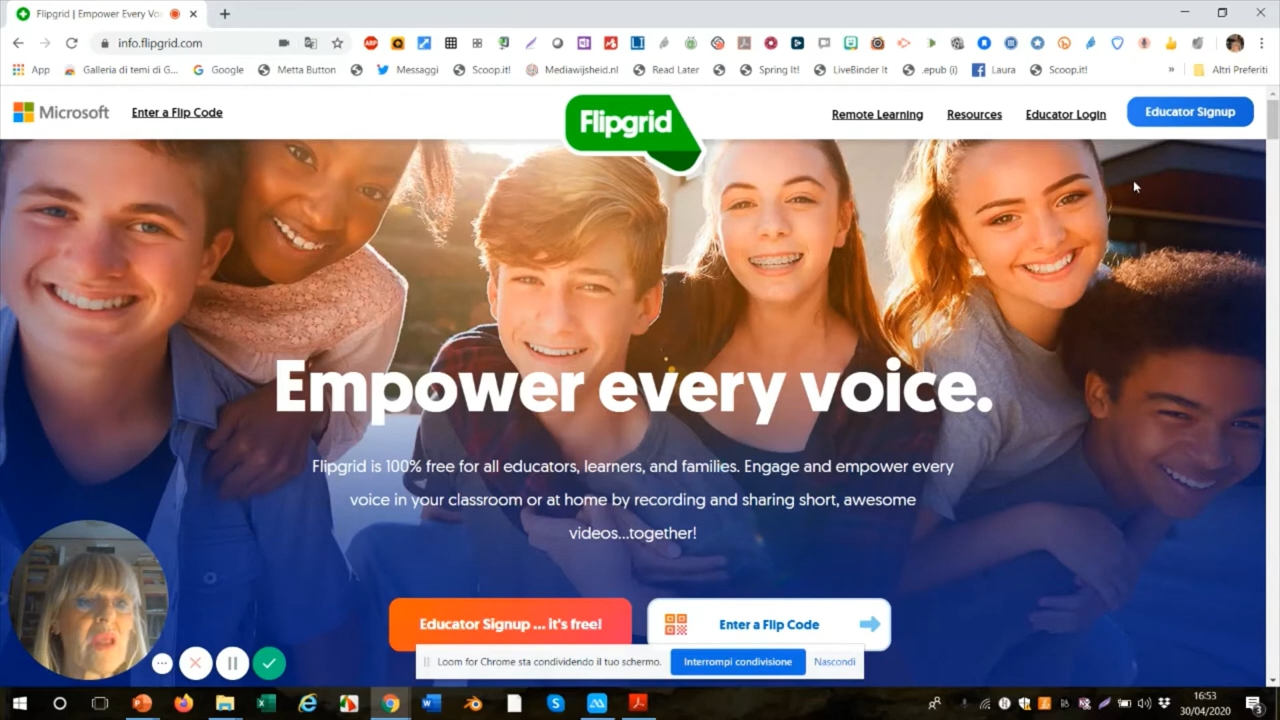 Flipgrid | Empower Every Vo
info.flipgrid.com
App
Galleria di temi di G...
Google
Metta Button
Messaggi
Scoop.it!
Mediawijsheid.nl
Read Later
Spring It!
LiveBinder It
.epub (i)
Laura
Scoop.it!
»
Altri Preferiti
Microsoft
Enter a Flip Code
Flipgrid
Remote Learning
Resources
Educator Login
Educator Signup
Empower every voice.
Flipgrid is 100% free for all educators, learners, and families. Engage and empower every
voice in your classroom or at home by recording and sharing short, awesome
videos...together!
Educator Signup ... it's free!
Enter a Flip Code
Loom for Chrome sta condividendo il tuo schermo.
Interrompi condivisione
Nascondi
16:53
30/04/2020